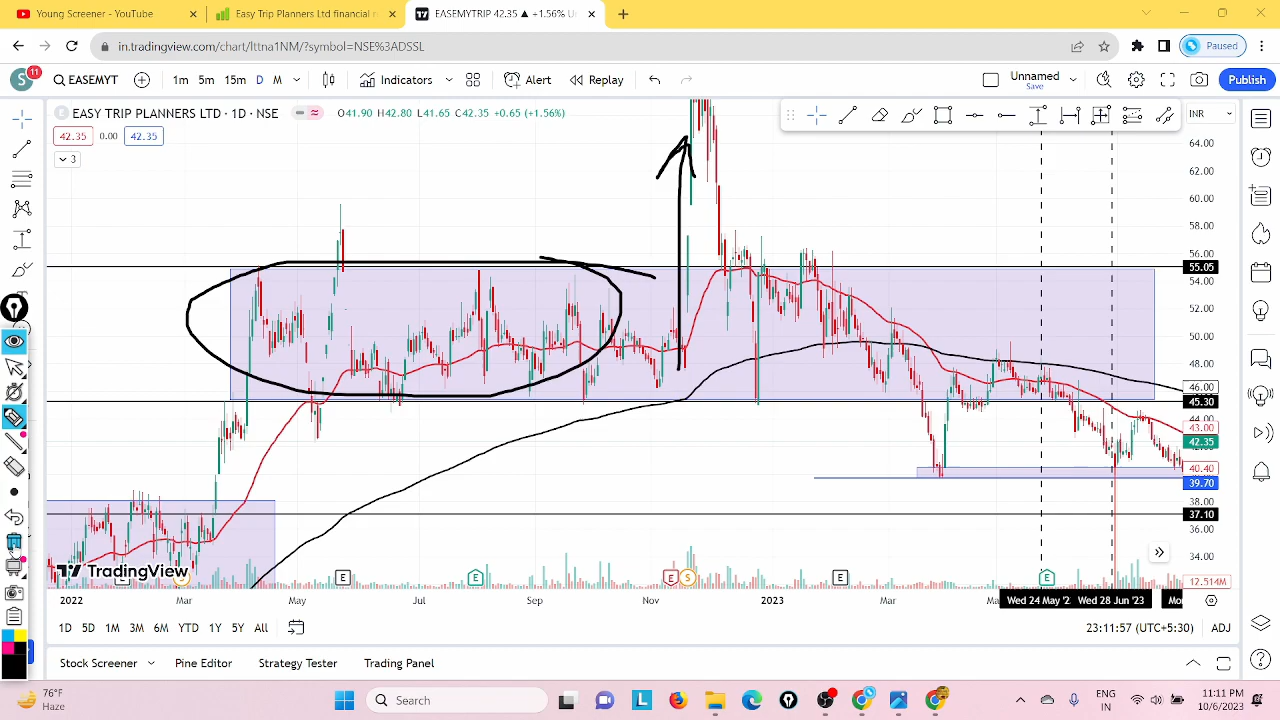 Young Screener - YouTube
Easy Trip Planners Ltd financial r
EASEMYTRIP 42.35 ▲ +1.56% U
in.tradingview.com/chart/lttna1NM/?symbol=NSE%3ADSSL
Paused
S 11 EASEMYT 1m 5m 15m D M Indicators Alert Replay Unnamed Save Publish
EASY TRIP PLANNERS LTD · 1D · NSE O41.90 H42.80 L41.65 C42.35 +0.65 (+1.56%)
INR
42.35 0.00 42.35
3
64.00
62.00
60.00
58.00
56.00
55.05
54.00
52.00
50.00
48.00
46.00
45.30
44.00
43.00
42.35
40.40
39.70
38.00
37.10
36.00
34.00
12.514M
TradingView
E E E S E E
2022 Mar May Jul Sep Nov 2023 Mar Wed 24 May '2 Wed 28 Jun '23 Mo
1D 5D 1M 3M 6M YTD 1Y 5Y All
23:11:57 (UTC+5:30) ADJ
Stock Screener Pine Editor Strategy Tester Trading Panel
76°F
Haze
Search
ENG
IN
11:11 PM
10/6/2023